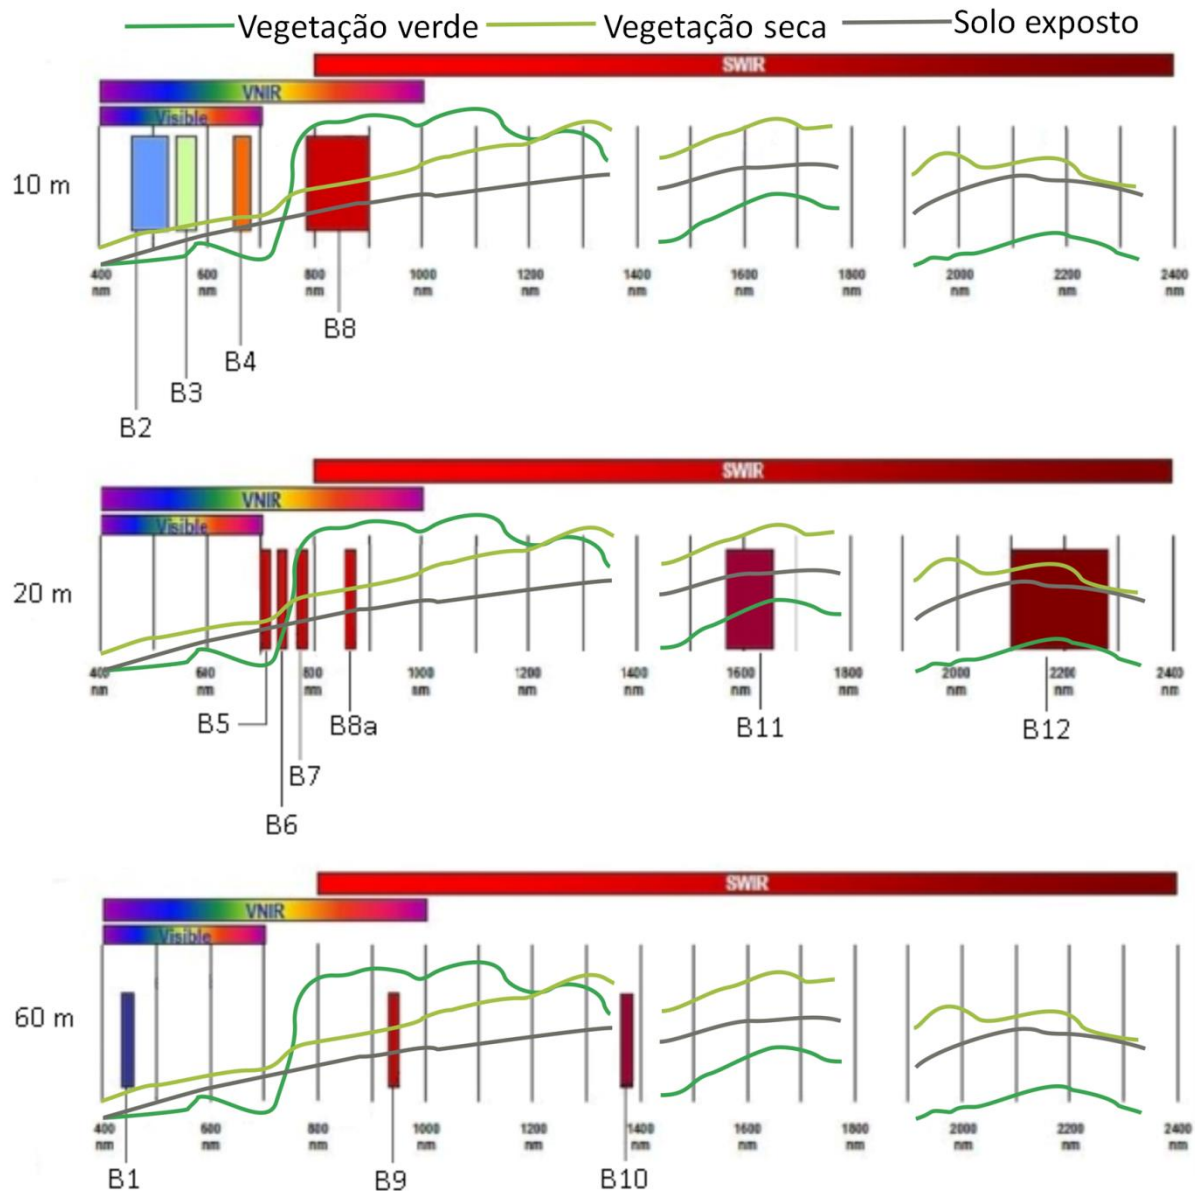 Vegetação verde Vegetação seca Solo exposto
SWIR
VNIR
Visible
10 m
400 600 800 1000 1200 1400 1600 1800 2000 2200 2400
nm nm nm nm nm nm nm nm nm nm nm
B8
B4
B3
B2
SWIR
VNIR
Visible
20 m
400 600 800 1000 1200 1400 1600 1800 2000 2200 2400
nm nm nm nm nm nm nm nm nm nm nm
B5 B8a B11 B12
B7
B6
SWIR
VNIR
Visible
60 m
400 600 800 1000 1200 1400 1600 1800 2000 2200 2400
nm nm nm nm nm nm nm nm nm nm nm
B1 B9 B10